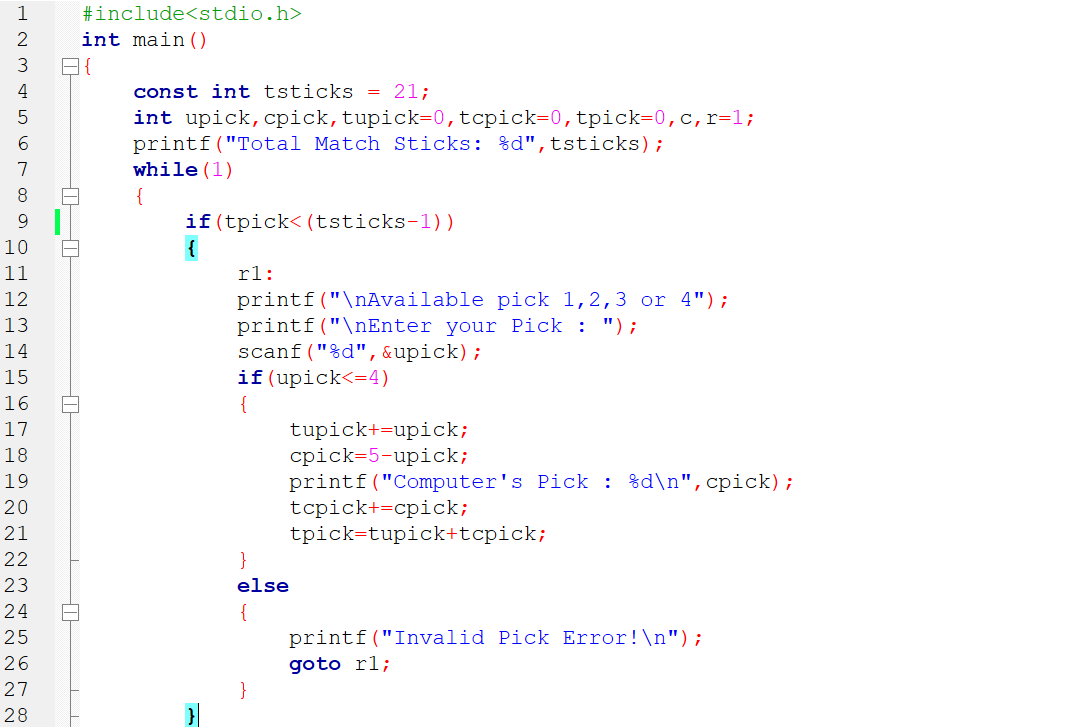 1 #include<stdio.h>
2 int main()
3 {
4 const int tsticks = 21;
5 int upick,cpick,tupick=0,tcpick=0,tpick=0,c,r=1;
6 printf("Total Match Sticks: %d",tsticks);
7 while(1)
8 {
9 if(tpick<(tsticks-1))
10 {
11 r1:
12 printf("\nAvailable pick 1,2,3 or 4");
13 printf("\nEnter your Pick : ");
14 scanf("%d",&upick);
15 if(upick<=4)
16 {
17 tupick+=upick;
18 cpick=5-upick;
19 printf("Computer's Pick : %d\n",cpick);
20 tcpick+=cpick;
21 tpick=tupick+tcpick;
22 }
23 else
24 {
25 printf("Invalid Pick Error!\n");
26 goto r1;
27 }
28 }